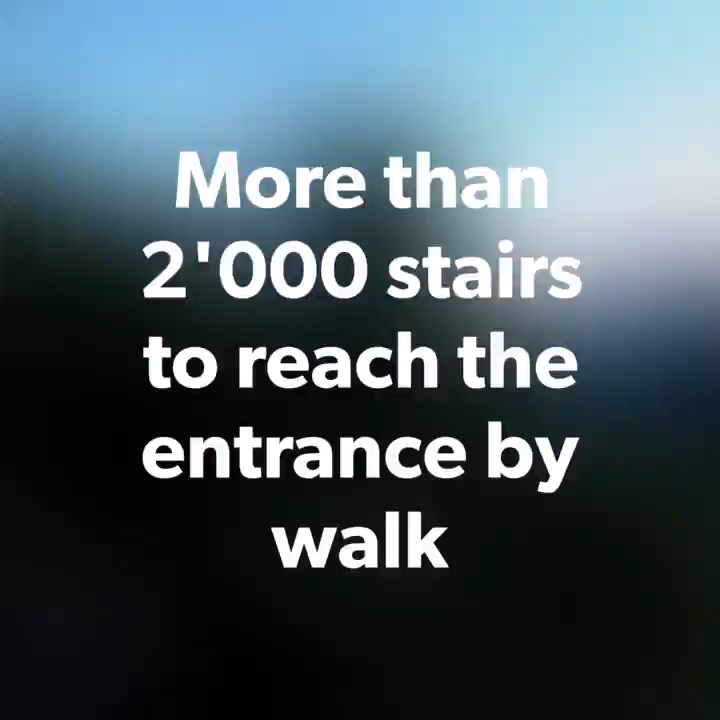 More than
2'000 stairs
to reach the
entrance by
walk